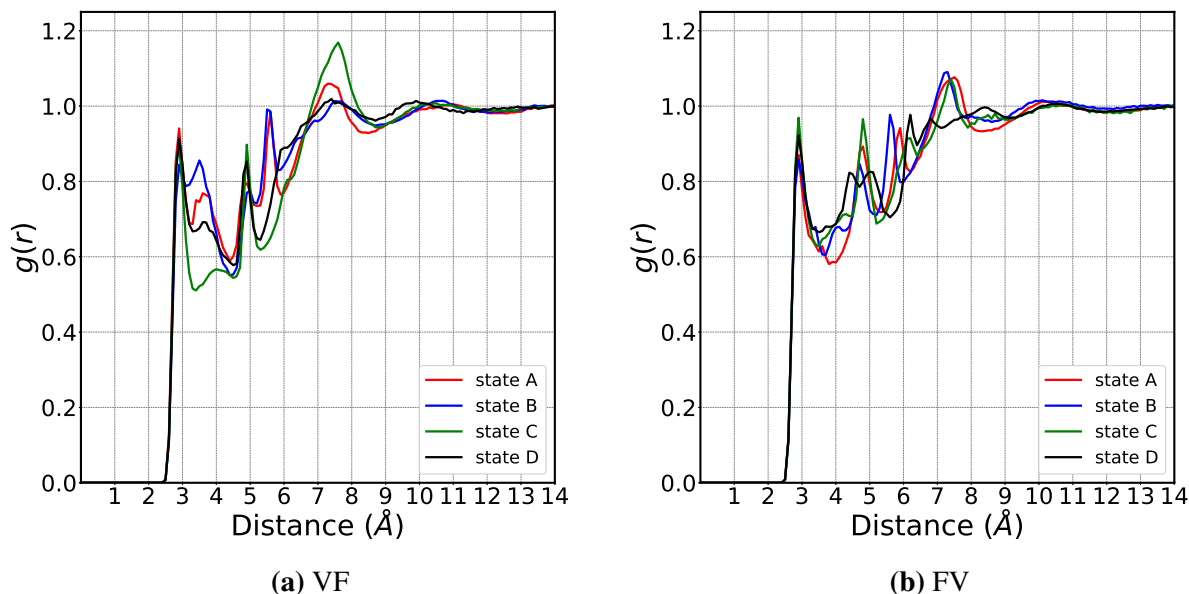 1.2
1.0
0.8
0.6
0.4
0.2
0.0
g(r)
state A
state B
state C
state D
1 2 3 4 5 6 7 8 9 10 11 12 13 14
Distance (Å)
(a) VF
1.2
1.0
0.8
0.6
0.4
0.2
0.0
g(r)
state A
state B
state C
state D
1 2 3 4 5 6 7 8 9 10 11 12 13 14
Distance (Å)
(b) FV